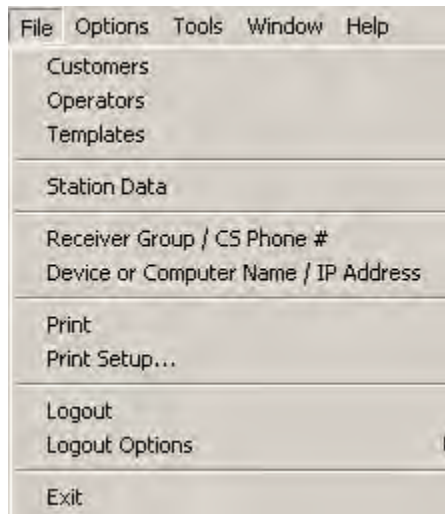 File Options Tools Window Help
Customers
Operators
Templates
Station Data
Receiver Group / CS Phone #
Device or Computer Name / IP Address
Print
Print Setup...
Logout
Logout Options
Exit